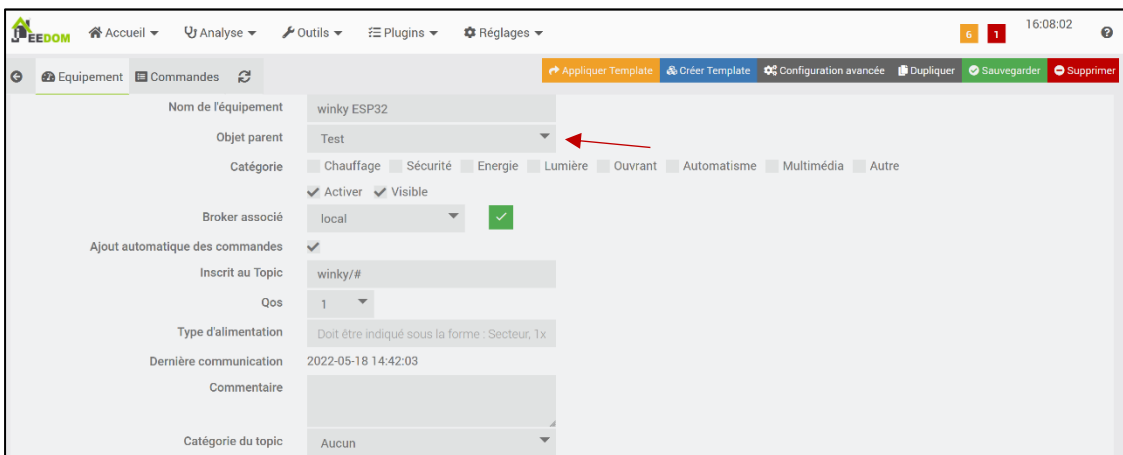 JEEDOM Accueil Analyse Outils Plugins Réglages 6 1 16:08:02
Equipement Commandes Appliquer Template Créer Template Configuration avancée Dupliquer Sauvegarder Supprimer
Nom de l'équipement winky ESP32
Objet parent Test
Catégorie Chauffage Sécurité Energie Lumière Ouvrant Automatisme Multimédia Autre
Activer Visible
Broker associé local
Ajout automatique des commandes
Inscrit au Topic winky/#
Qos 1
Type d'alimentation Doit être indiqué sous la forme : Secteur, 1x
Dernière communication 2022-05-18 14:42:03
Commentaire
Catégorie du topic Aucun